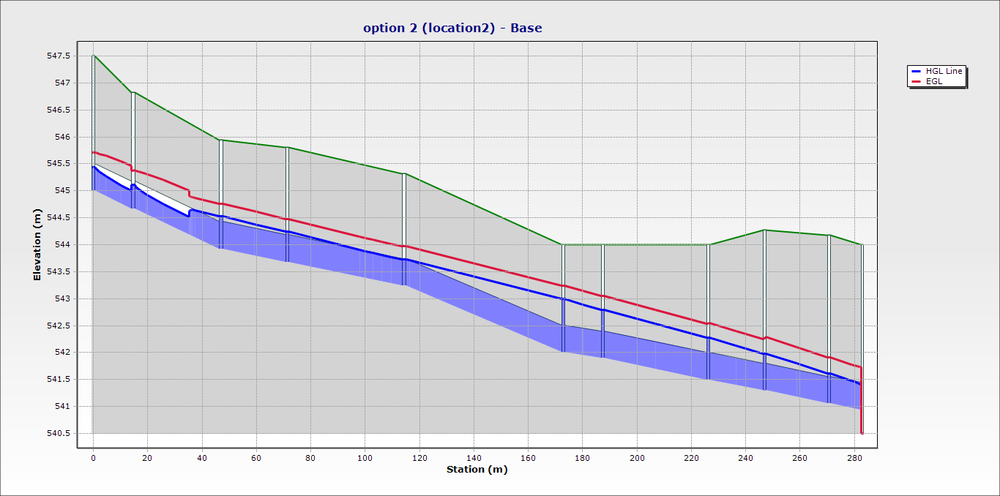 option 2 (location2) - Base
HGL Line
EGL
547.5
547
546.5
546
545.5
545
544.5
544
543.5
543
542.5
542
541.5
541
540.5
Elevation (m)
0 20 40 60 80 100 120 140 160 180 200 220 240 260 280
Station (m)